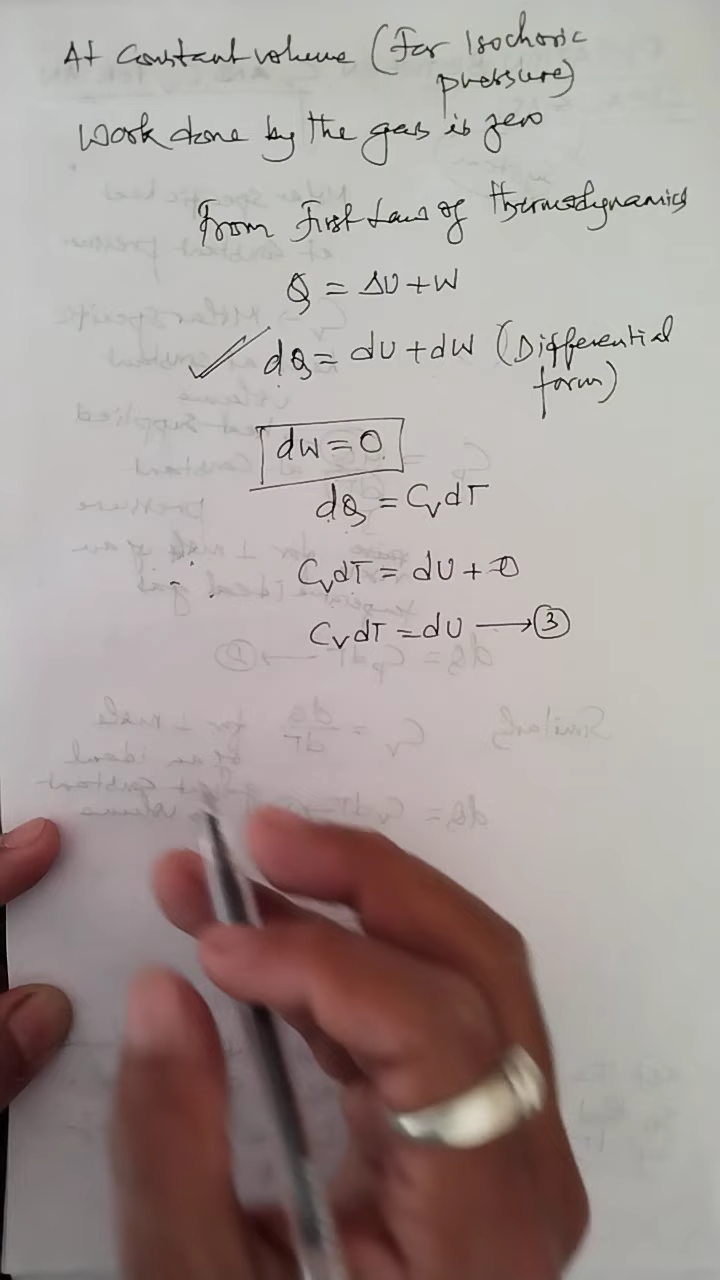 At constant volume (For Isochoric
pressure)
Work done by the gas is zero
From First Law of thermodynamics
Q = ΔU + W
dQ = dU + dW (Differential
form)
dW = 0
dQ = CvdT
∴ CvdT = dU + 0
CvdT = dU → ③